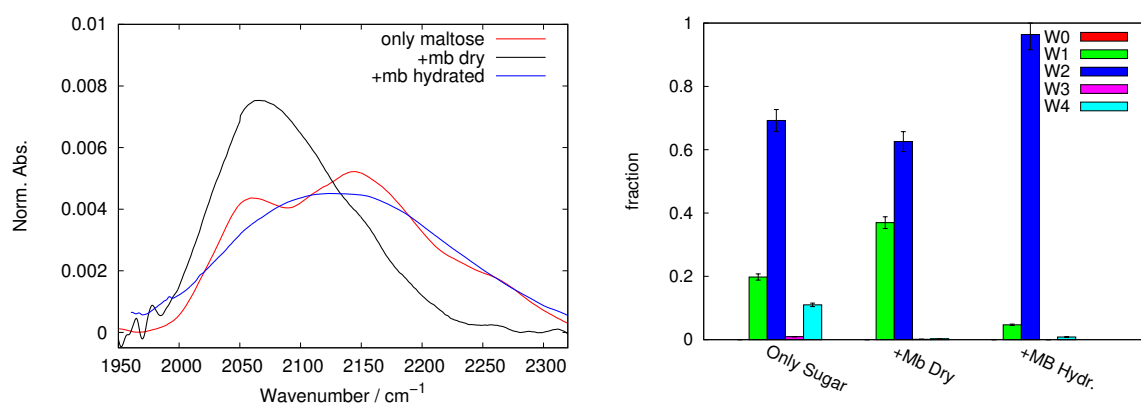 0.01
0.008
0.006
0.004
0.002
0
Norm. Abs.
only maltose
+mb dry
+mb hydrated
1950 2000 2050 2100 2150 2200 2250 2300
Wavenumber / cm⁻¹
1
0.8
0.6
0.4
0.2
0
fraction
W0
W1
W2
W3
W4
Only Sugar
+Mb Dry
+MB Hydr.